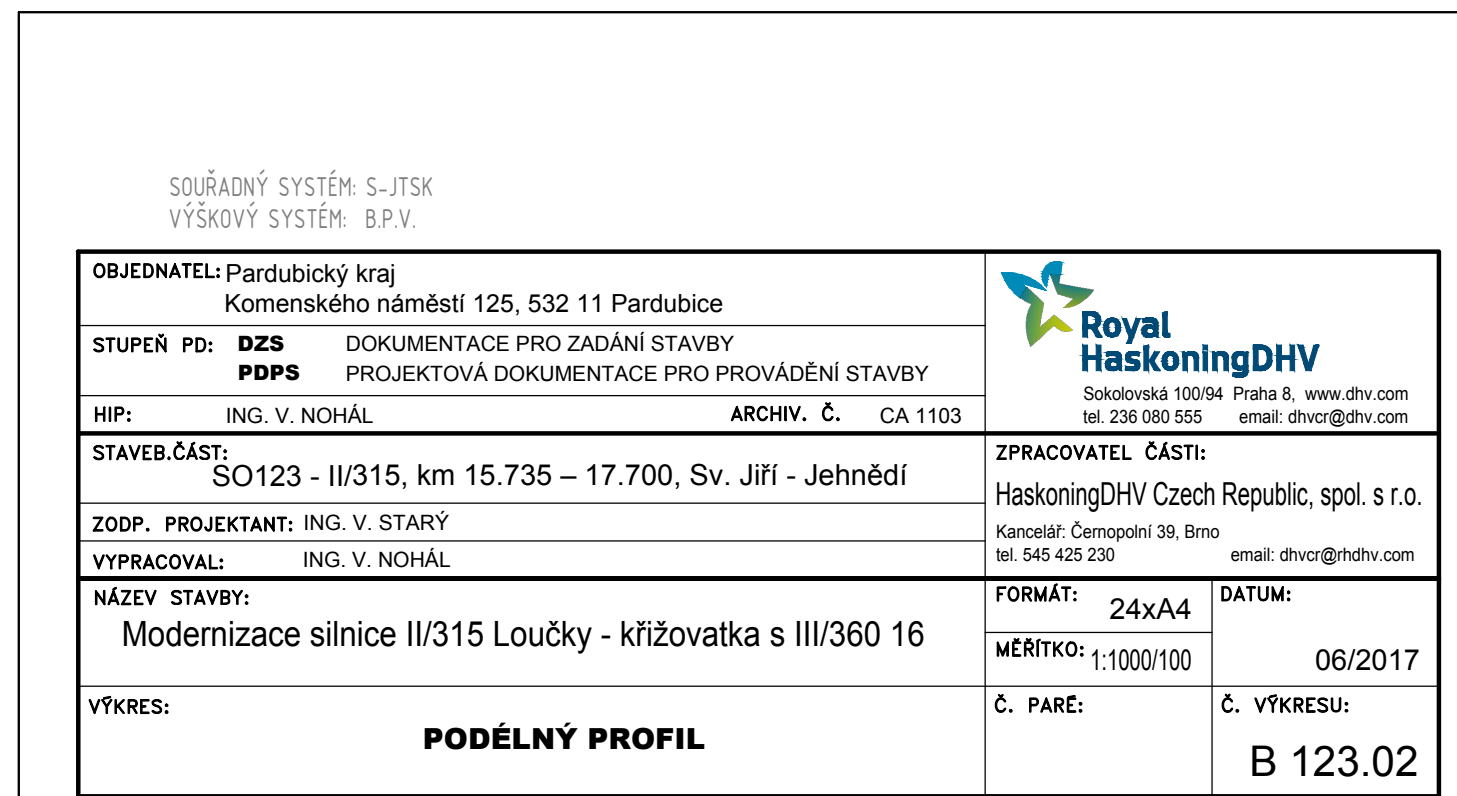 SOUŘADNÝ SYSTÉM: S-JTSK
VÝŠKOVÝ SYSTÉM: B.P.V.
OBJEDNATEL: Pardubický kraj
Komenského náměstí 125, 532 11 Pardubice
STUPEŇ PD: DZS DOKUMENTACE PRO ZADÁNÍ STAVBY
PDPS PROJEKTOVÁ DOKUMENTACE PRO PROVÁDĚNÍ STAVBY
HIP: ING. V. NOHÁL ARCHIV. Č. CA 1103
Royal
HaskoningDHV
Sokolovská 100/94 Praha 8, www.dhv.com
tel. 236 080 555 email: dhvcr@dhv.com
STAVEB.ČÁST:
SO123 - II/315, km 15.735 – 17.700, Sv. Jiří - Jehnědí
ZODP. PROJEKTANT: ING. V. STARÝ
VYPRACOVAL: ING. V. NOHÁL
ZPRACOVATEL ČÁSTI:
HaskoningDHV Czech Republic, spol. s r.o.
Kancelář: Černopolní 39, Brno
tel. 545 425 230 email: dhvcr@rhdhv.com
NÁZEV STAVBY:
Modernizace silnice II/315 Loučky - křižovatka s III/360 16
FORMÁT: 24xA4
DATUM:
MĚŘÍTKO: 1:1000/100
06/2017
VÝKRES:
PODÉLNÝ PROFIL
Č. PARÉ:
Č. VÝKRESU:
B 123.02